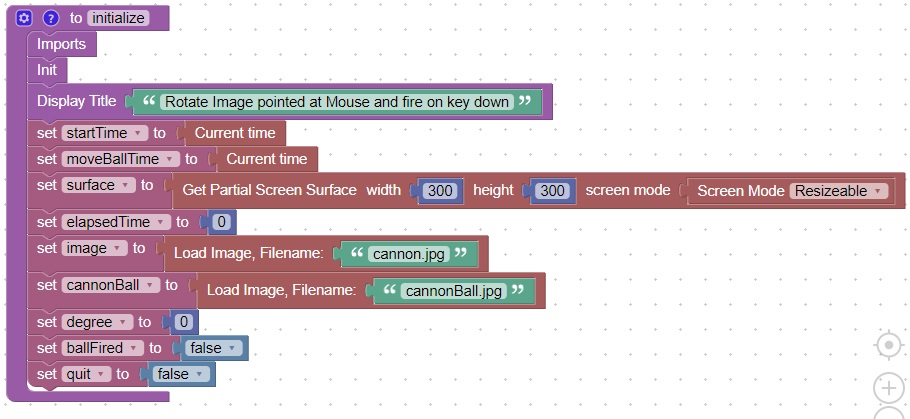 to initialize
Imports
Init
Display Title “ Rotate Image pointed at Mouse and fire on key down ”
set startTime to Current time
set moveBallTime to Current time
set surface to Get Partial Screen Surface width 300 height 300 screen mode Screen Mode Resizeable
set elapsedTime to 0
set image to Load Image, Filename: “ cannon.jpg ”
set cannonBall to Load Image, Filename: “ cannonBall.jpg ”
set degree to 0
set ballFired to false
set quit to false